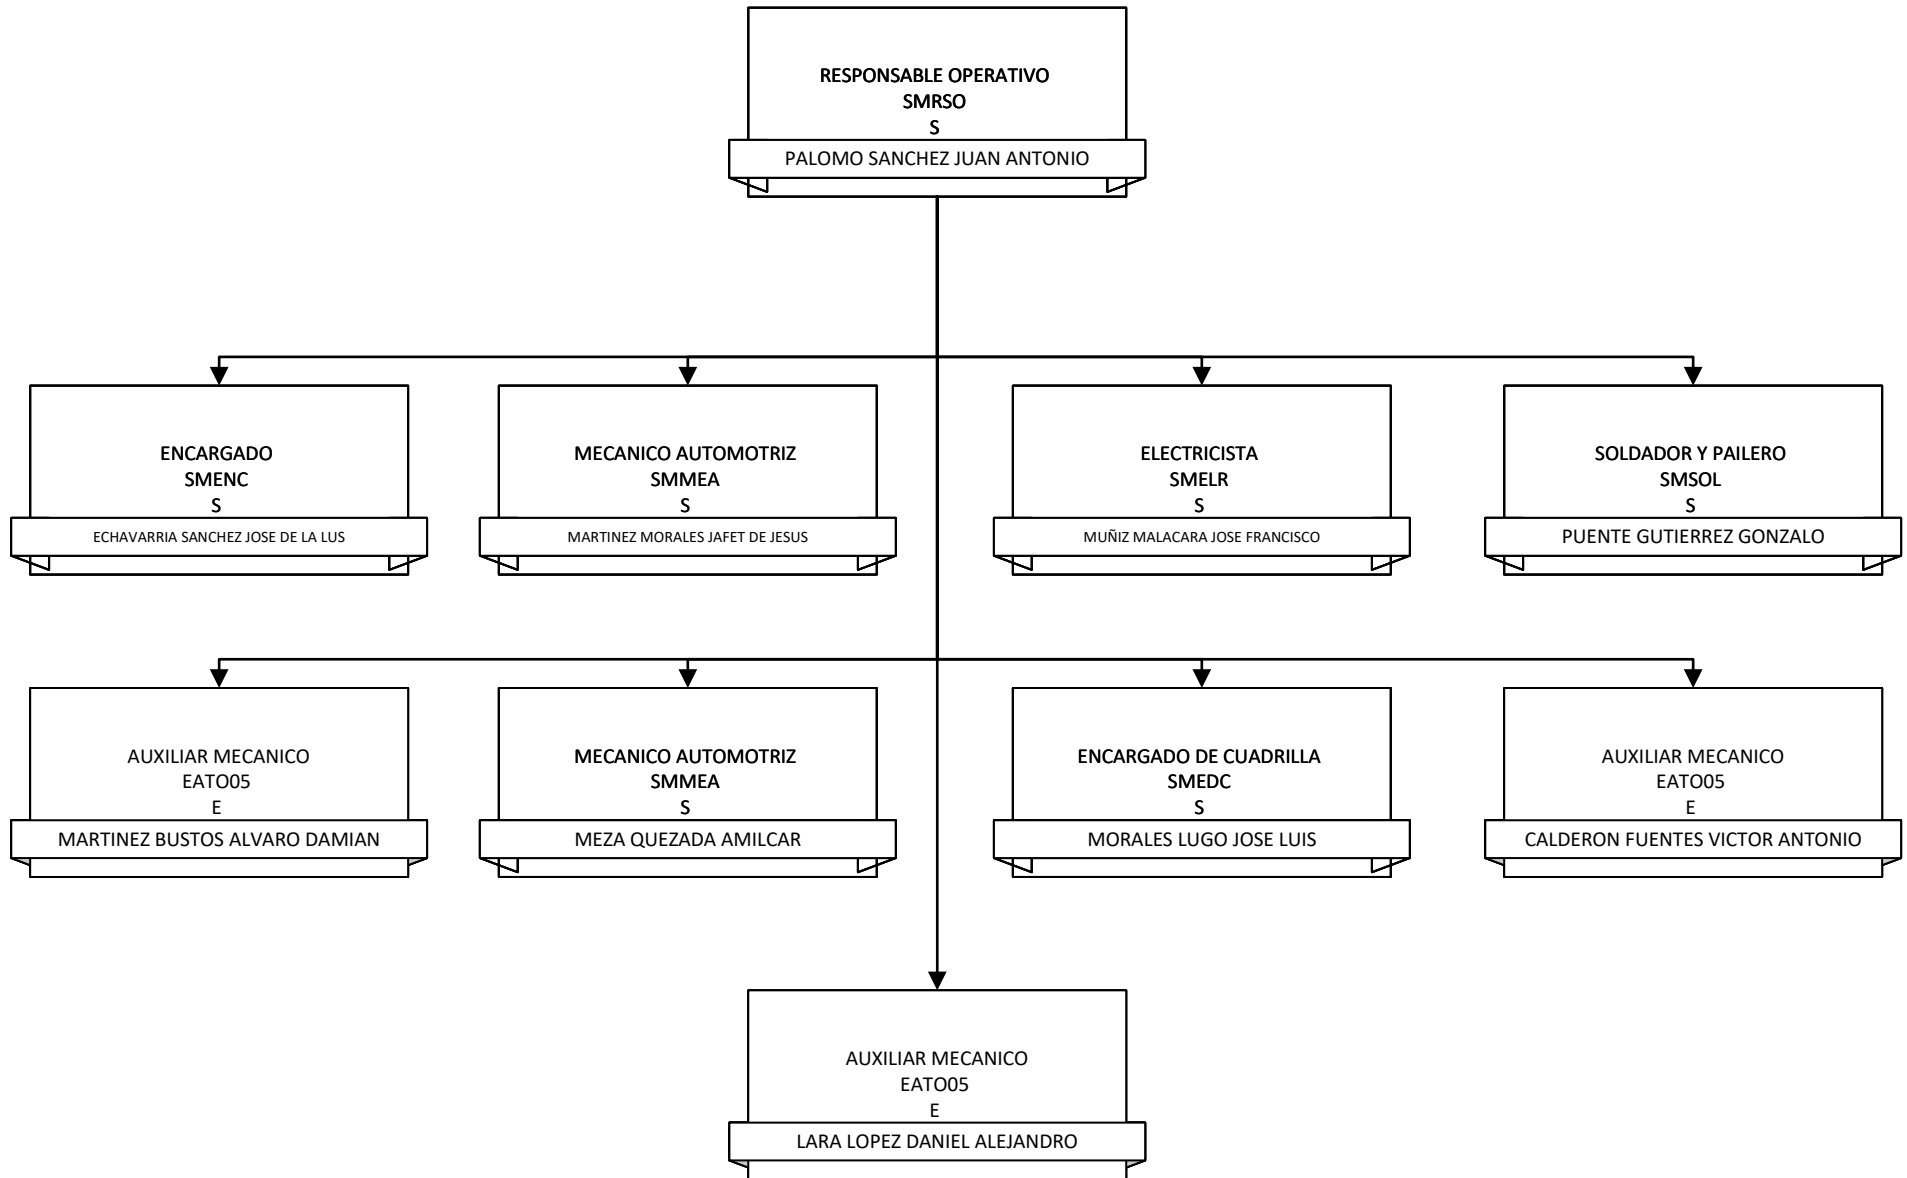 RESPONSABLE OPERATIVO
SMRSO
S
PALOMO SANCHEZ JUAN ANTONIO
ENCARGADO
SMENC
S
ECHAVARRIA SANCHEZ JOSE DE LA LUS
MECANICO AUTOMOTRIZ
SMMEA
S
MARTINEZ MORALES JAFET DE JESUS
ELECTRICISTA
SMELR
S
MUÑIZ MALACARA JOSE FRANCISCO
SOLDADOR Y PAILERO
SMSOL
S
PUENTE GUTIERREZ GONZALO
AUXILIAR MECANICO
EATO05
E
MARTINEZ BUSTOS ALVARO DAMIAN
MECANICO AUTOMOTRIZ
SMMEA
S
MEZA QUEZADA AMILCAR
ENCARGADO DE CUADRILLA
SMEDC
S
MORALES LUGO JOSE LUIS
AUXILIAR MECANICO
EATO05
E
CALDERON FUENTES VICTOR ANTONIO
AUXILIAR MECANICO
EATO05
E
LARA LOPEZ DANIEL ALEJANDRO